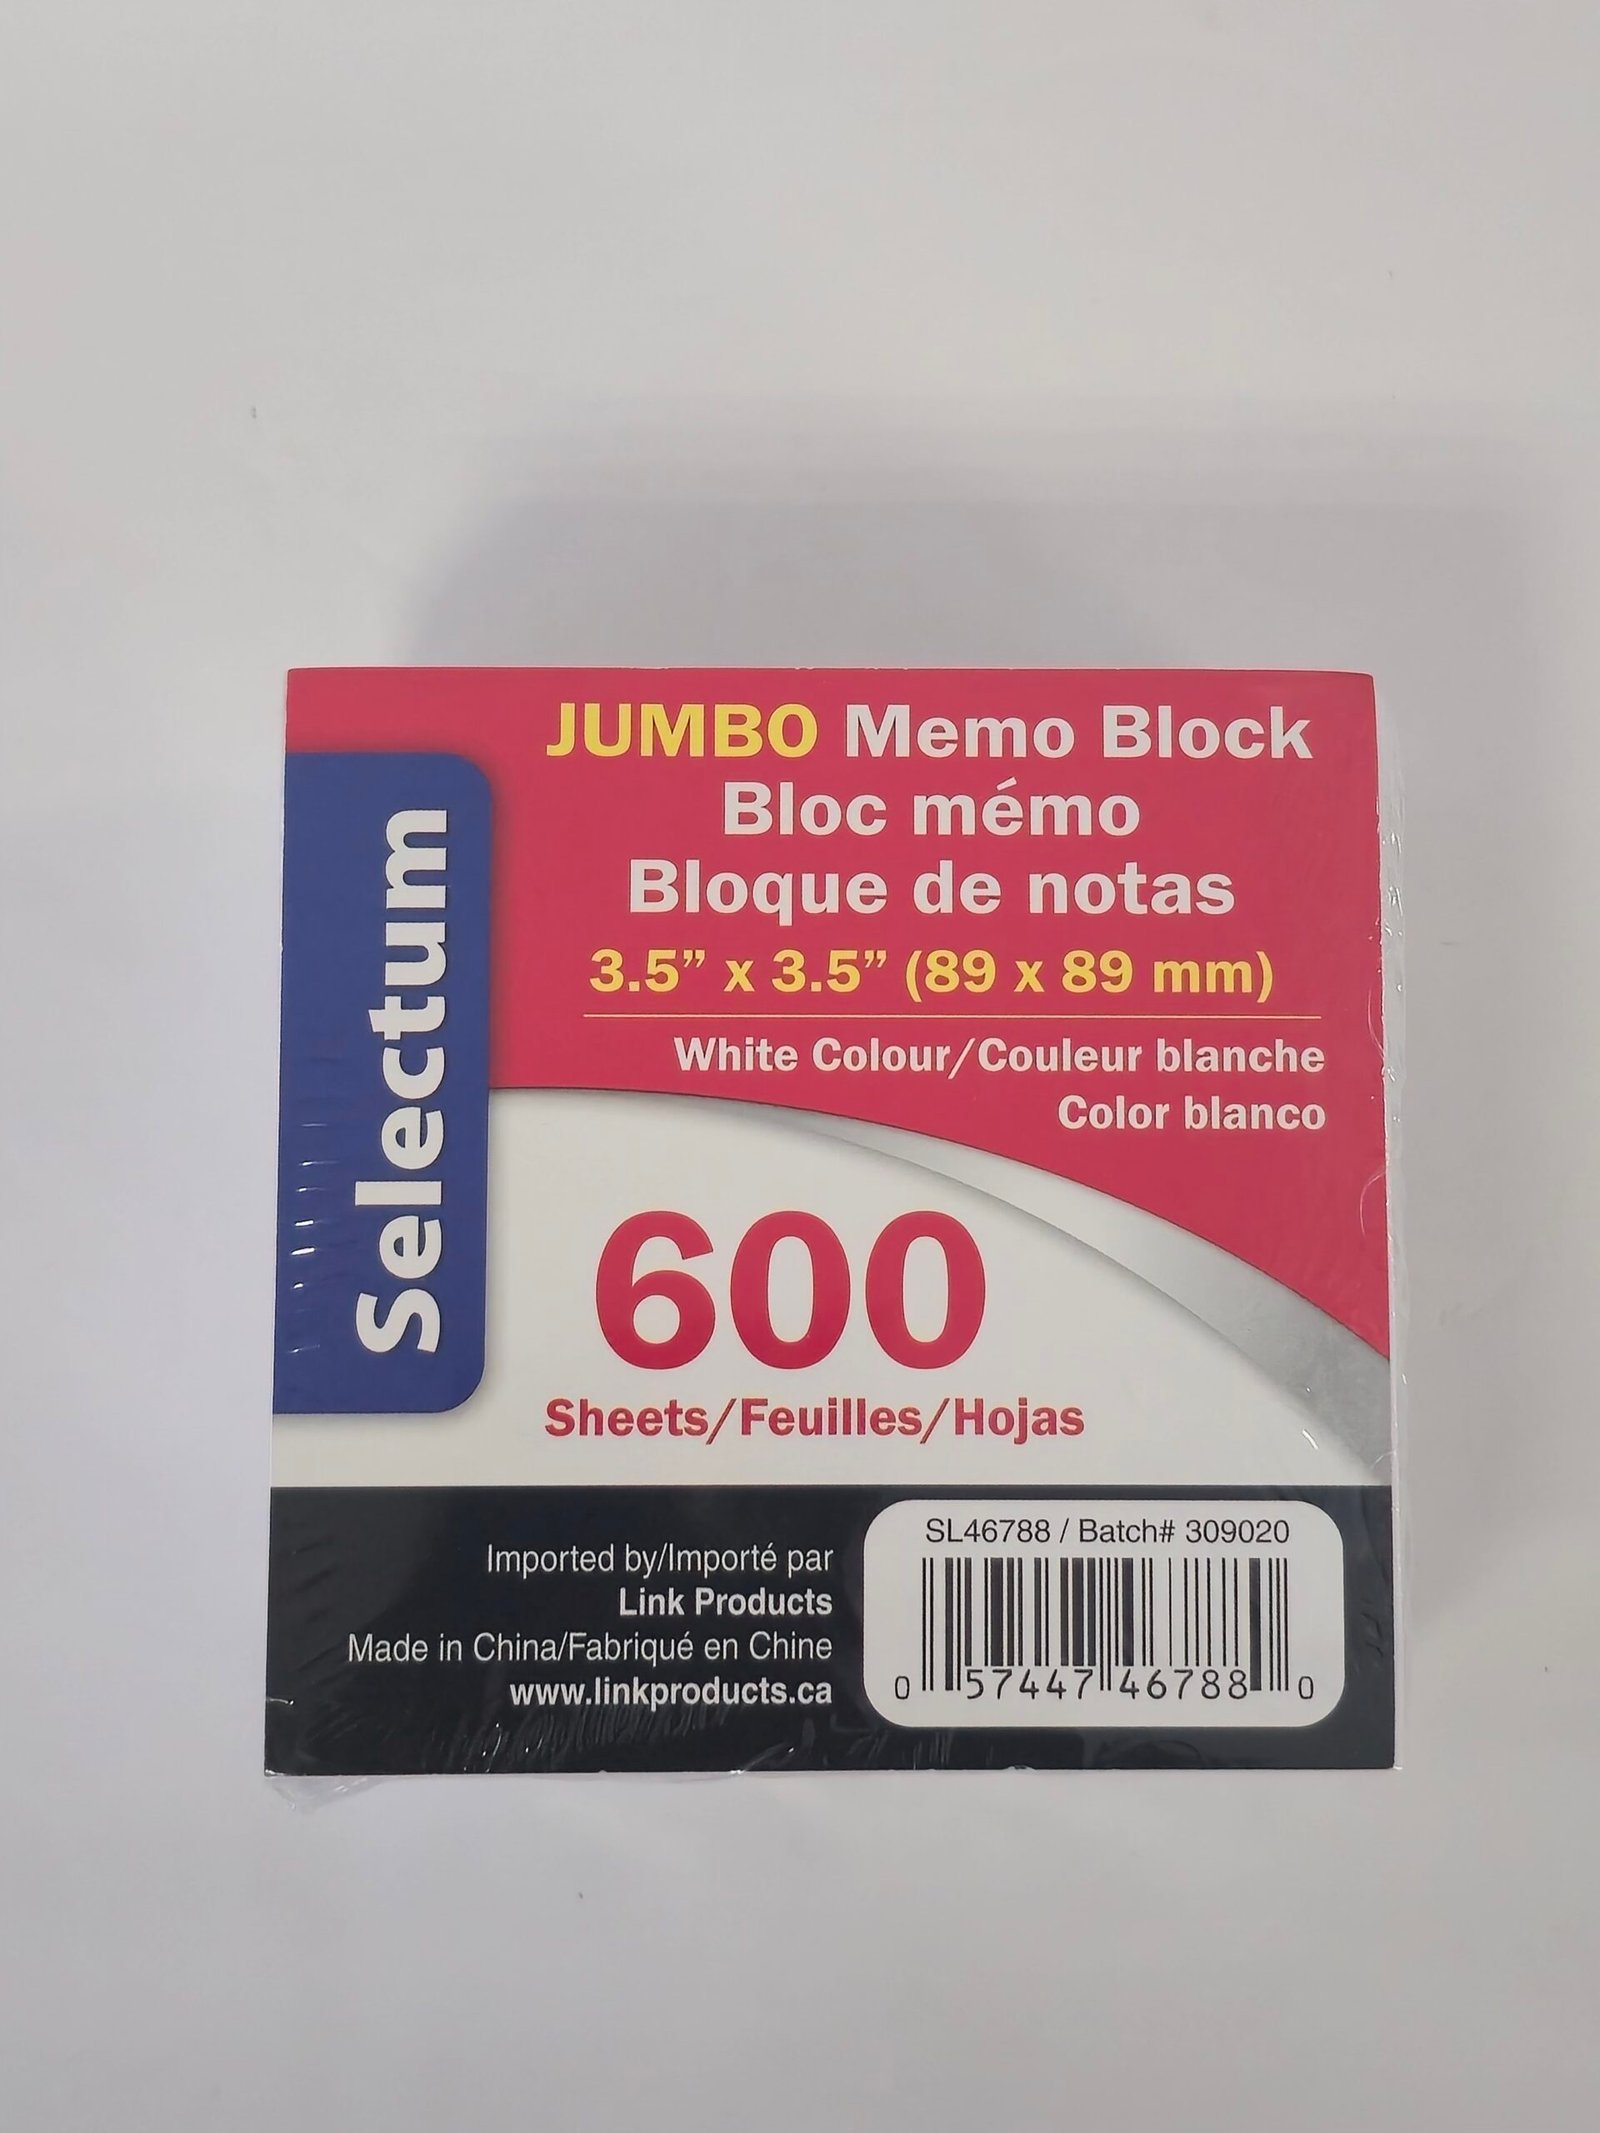 Selectum
JUMBO Memo Block
Bloc mémo
Bloque de notas
3.5” x 3.5” (89 x 89 mm)
White Colour/Couleur blanche
Color blanco
600
Sheets/Feuilles/Hojas
Imported by/Importé par
Link Products
Made in China/Fabriqué en Chine
www.linkproducts.ca
SL46788 / Batch# 309020
0 57447 46788 0